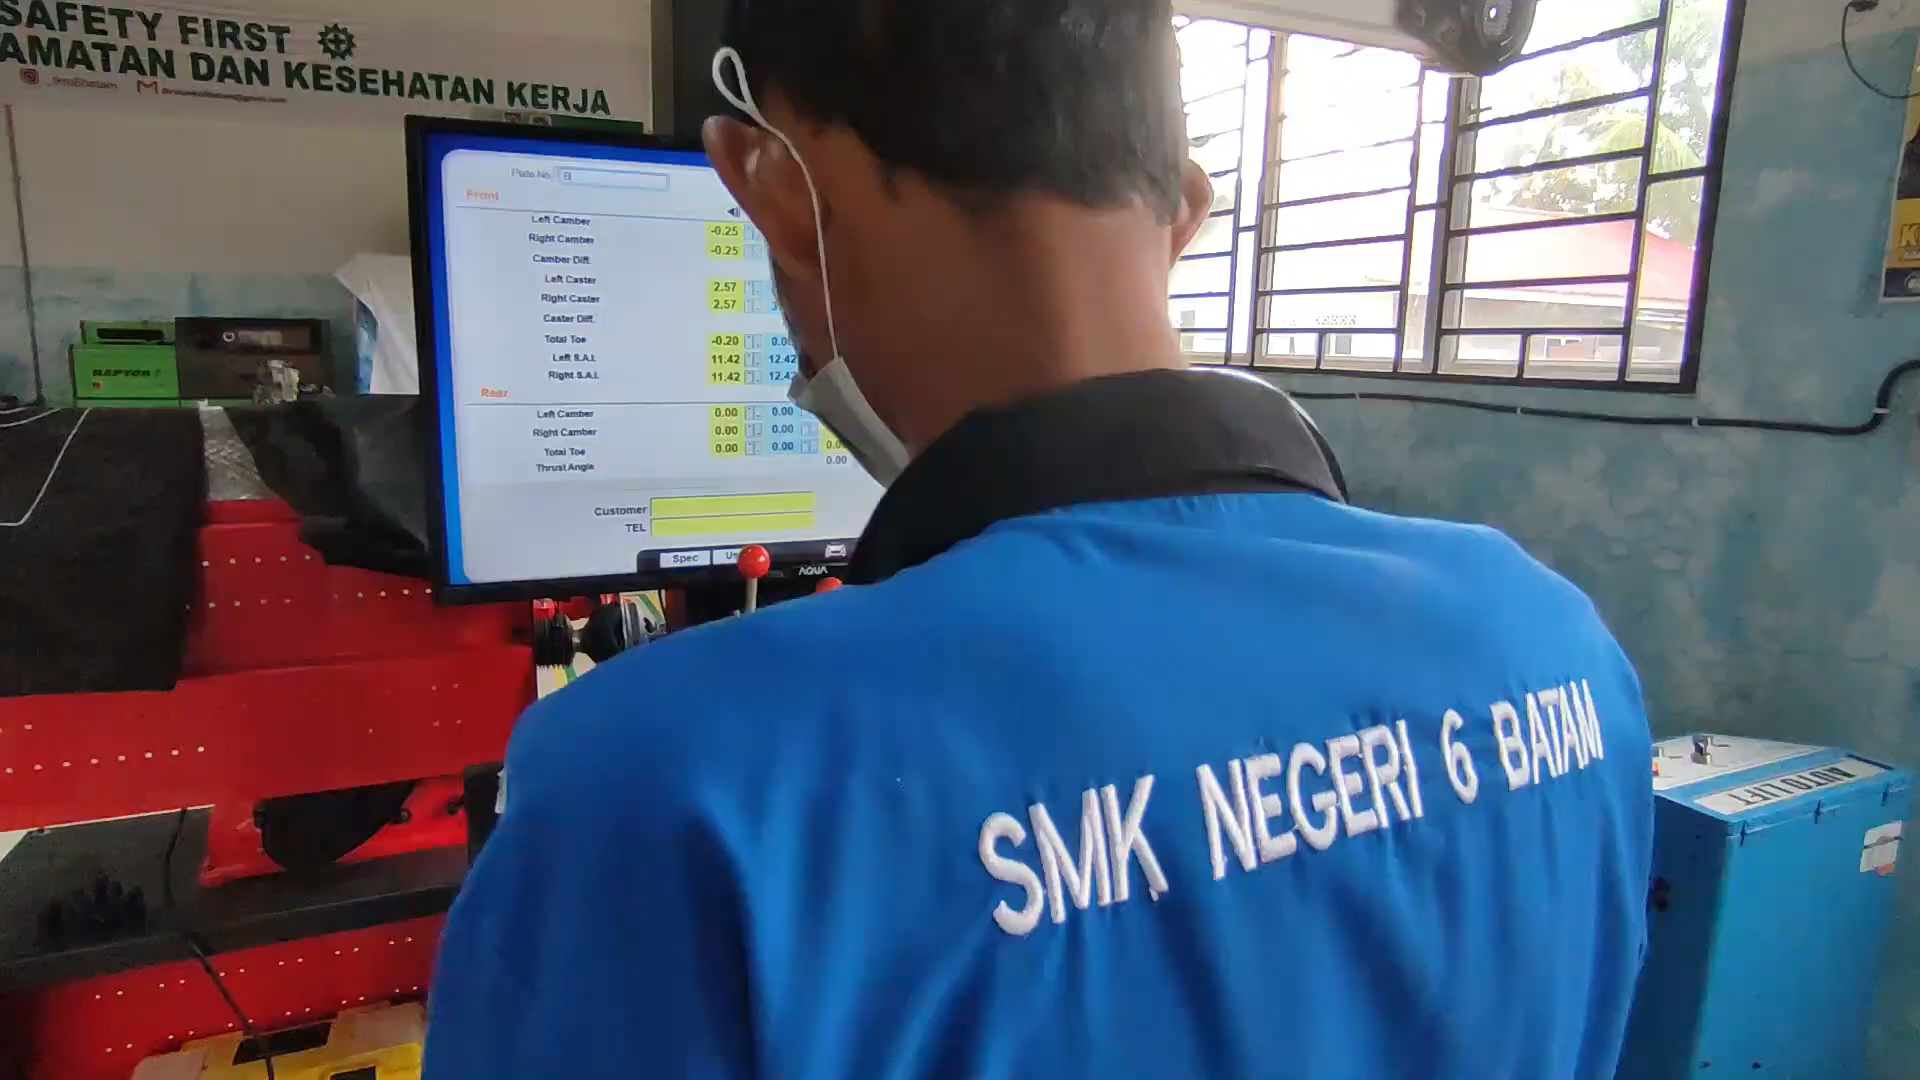 SAFETY FIRST
AMATAN DAN KESEHATAN KERJA
Plate No. B
Front
Left Camber -0.25
Right Camber -0.25
Camber Diff.
Left Caster 2.57
Right Caster 2.57
Caster Diff.
Total Toe -0.20 0.00
Left S.A.I. 11.42 12.42
Right S.A.I. 11.42 12.42
Rear
Left Camber 0.00 0.00
Right Camber 0.00 0.00
Total Toe 0.00 0.00 0.00
Thrust Angle 0.00
Customer
TEL
Spec
AQUA
RAPTOR
SMK NEGERI 6 BATAM
AUTO LIFT